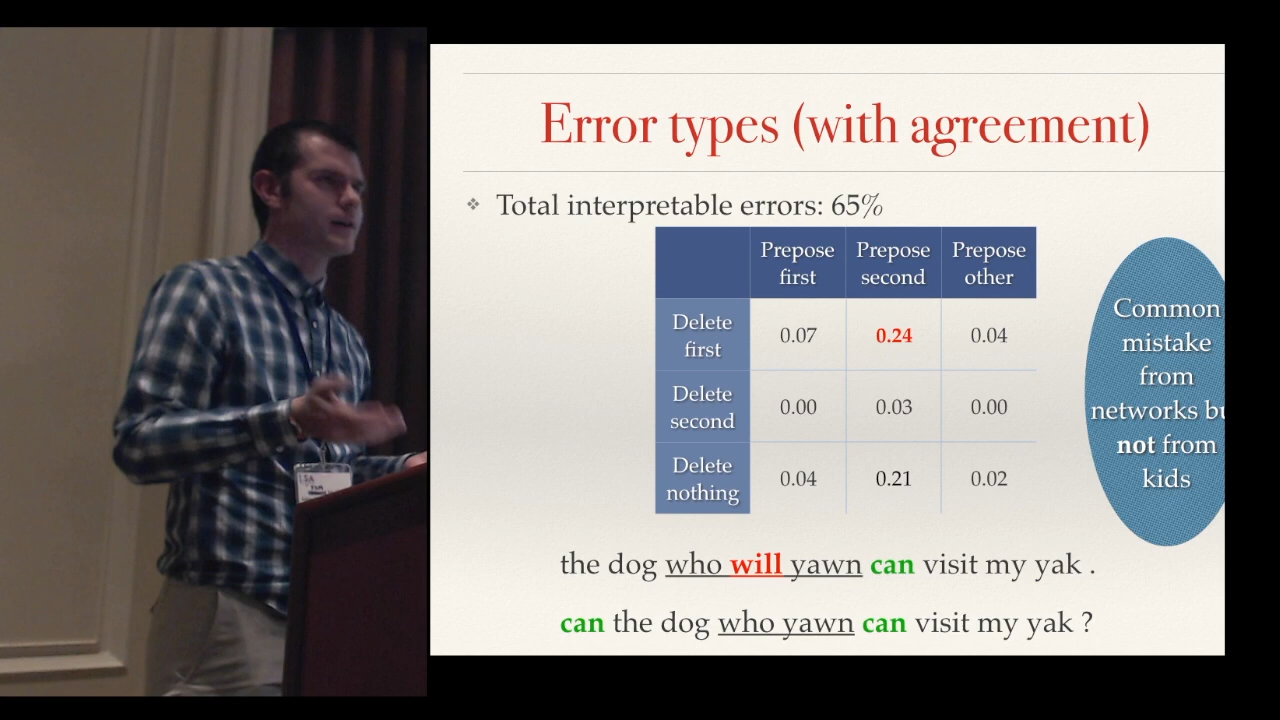 Error types (with agreement)
❖ Total interpretable errors: 65%
Prepose first Prepose second Prepose other
Delete first 0.07 0.24 0.04
Delete second 0.00 0.03 0.00
Delete nothing 0.04 0.21 0.02
Common
mistake
from
networks bu
not from
kids
the dog who will yawn can visit my yak .
can the dog who yawn can visit my yak ?
LSA